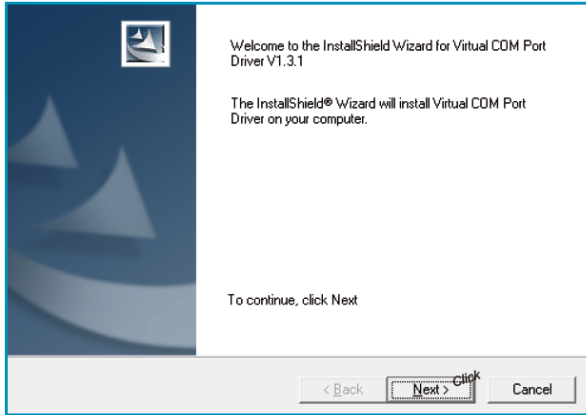 Welcome to the InstallShield Wizard for Virtual COM Port
Driver V1.3.1
The InstallShield® Wizard will install Virtual COM Port
Driver on your computer.
To continue, click Next
< Back
Next >
Click
Cancel